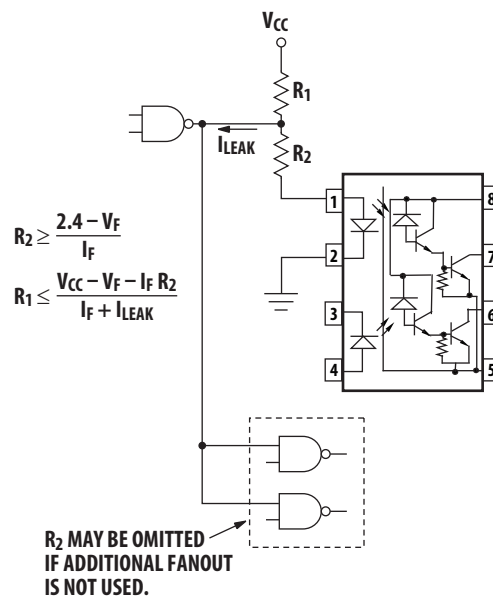 VCC
R1
ILEAK
R2
1
2
3
4
8
7
6
5
R2 ≥ 2.4 – VF
IF
R1 ≤ VCC – VF – IF R2
IF + ILEAK
R2 MAY BE OMITTED
IF ADDITIONAL FANOUT
IS NOT USED.